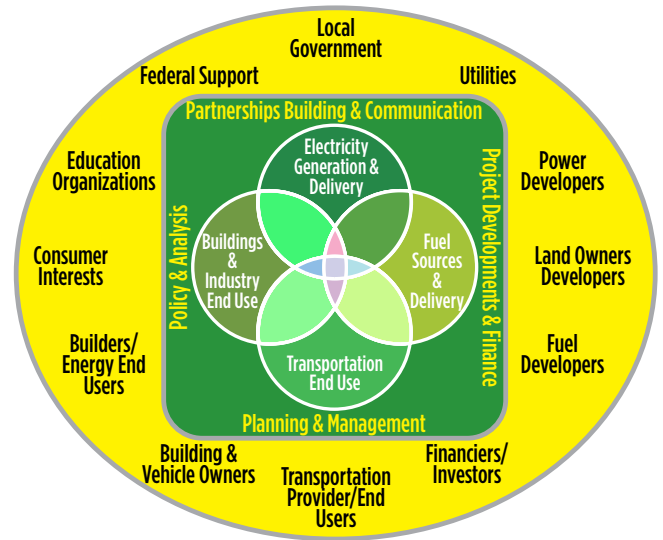 Local
Government
Federal Support
Utilities
Partnerships Building & Communication
Education
Organizations
Electricity
Generation &
Delivery
Power
Developers
Policy & Analysis
Project Developments & Finance
Consumer
Interests
Buildings
&
Industry
End Use
Fuel
Sources
& Delivery
Land Owners
Developers
Builders/
Energy End
Users
Transportation
End Use
Fuel
Developers
Planning & Management
Building &
Vehicle Owners
Transportation
Provider/End
Users
Financiers/
Investors